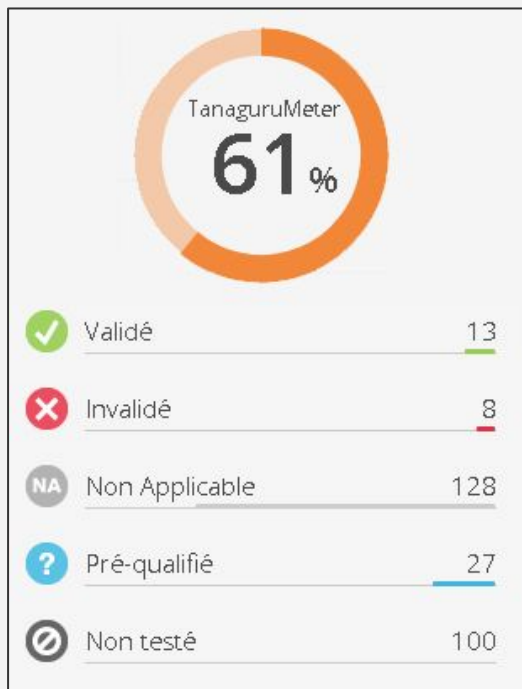 TanaguruMeter
61%
Validé 13
Invalidé 8
NA Non Applicable 128
? Pré-qualifié 27
Non testé 100